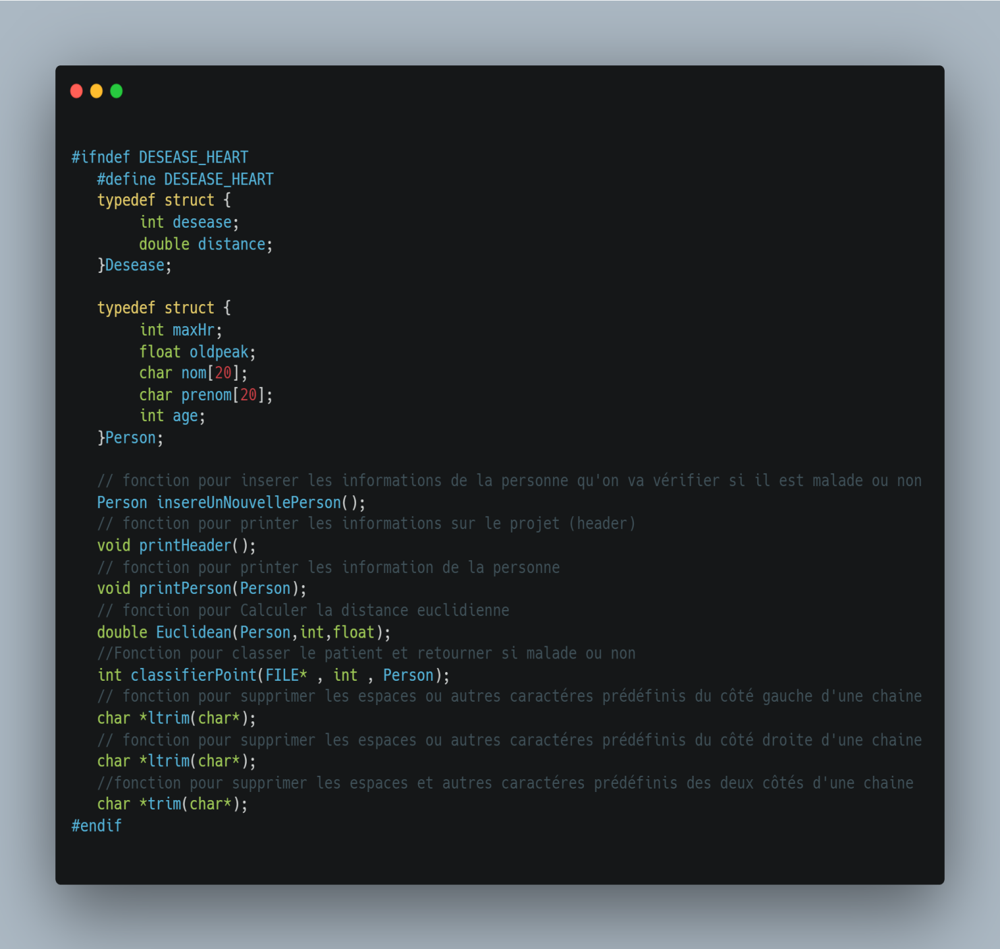 #ifndef DESEASE_HEART
#define DESEASE_HEART
typedef struct {
int desease;
double distance;
}Desease;
typedef struct {
int maxHr;
float oldpeak;
char nom[20];
char prenom[20];
int age;
}Person;
// fonction pour inserer les informations de la personne qu'on va vérifier si il est malade ou non
Person insereUnNouvellePerson();
// fonction pour printer les informations sur le projet (header)
void printHeader();
// fonction pour printer les information de la personne
void printPerson(Person);
// fonction pour Calculer la distance euclidienne
double Euclidean(Person,int,float);
//Fonction pour classer le patient et retourner si malade ou non
int classifierPoint(FILE* , int , Person);
// fonction pour supprimer les espaces ou autres caractéres prédéfinis du côté gauche d'une chaine
char *ltrim(char*);
// fonction pour supprimer les espaces ou autres caractéres prédéfinis du côté droite d'une chaine
char *ltrim(char*);
//fonction pour supprimer les espaces et autres caractéres prédéfinis des deux côtés d'une chaine
char *trim(char*);
#endif